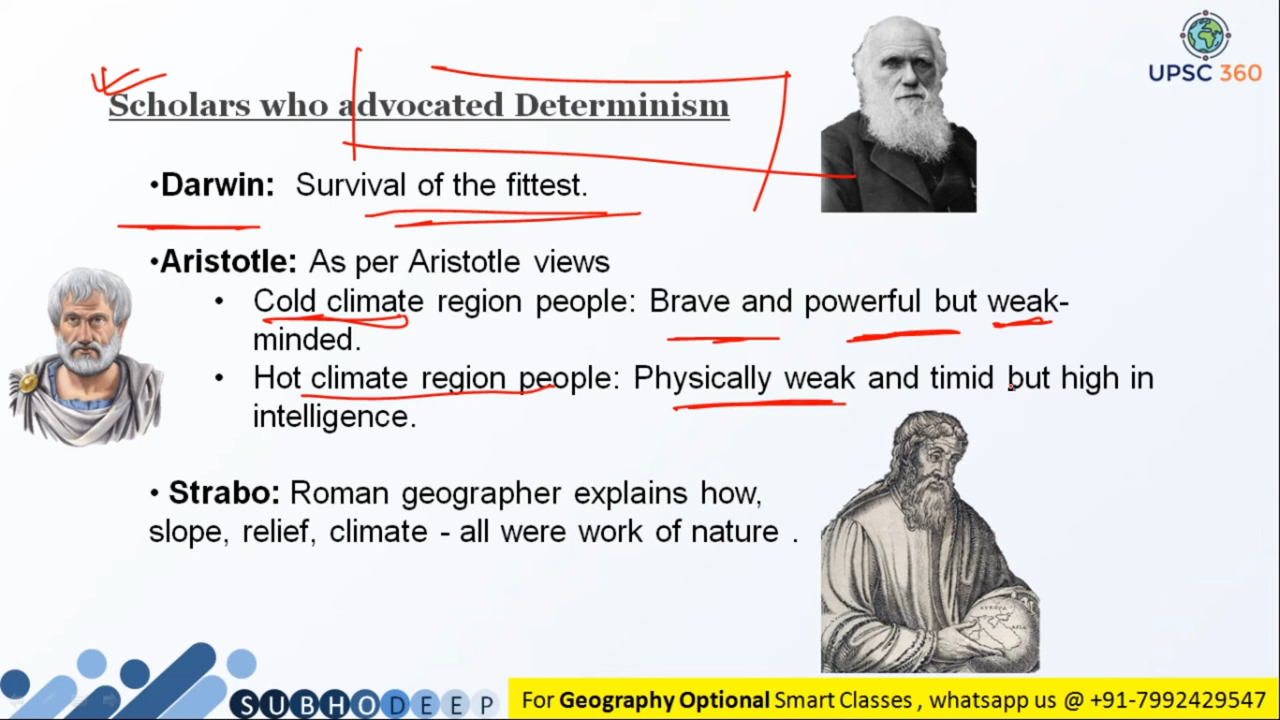 UPSC 360
Scholars who advocated Determinism
•Darwin: Survival of the fittest.
•Aristotle: As per Aristotle views
• Cold climate region people: Brave and powerful but weak-
minded.
• Hot climate region people: Physically weak and timid but high in
intelligence.
• Strabo: Roman geographer explains how,
slope, relief, climate - all were work of nature .
SUBHODEEP
For Geography Optional Smart Classes , whatsapp us @ +91-7992429547